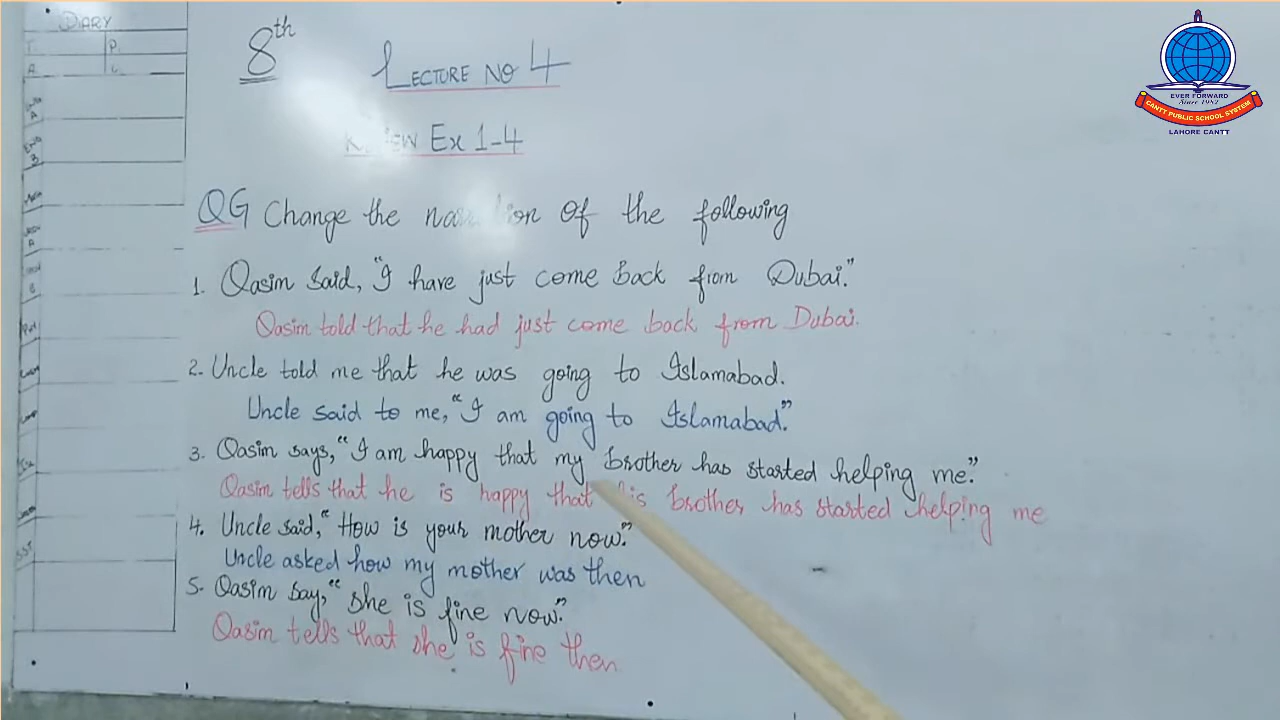 DIARY
P.
8th
LECTURE NO 4
Ex 1-4
QG Change the narration of the following
1. Qasim said, "I have just come back from Dubai."
Qasim told that he had just come back from Dubai.
2. Uncle told me that he was going to Islamabad.
Uncle said to me, "I am going to Islamabad."
3. Qasim says, "I am happy that my brother has started helping me."
Qasim tells that he is happy that his brother has started helping me
4. Uncle said, "How is your mother now."
Uncle asked how my mother was then
5. Qasim say, "She is fine now."
Qasim tells that she is fine then
EVER FORWARD
Since 1982
CANTT PUBLIC SCHOOL SYSTEM
LAHORE CANTT